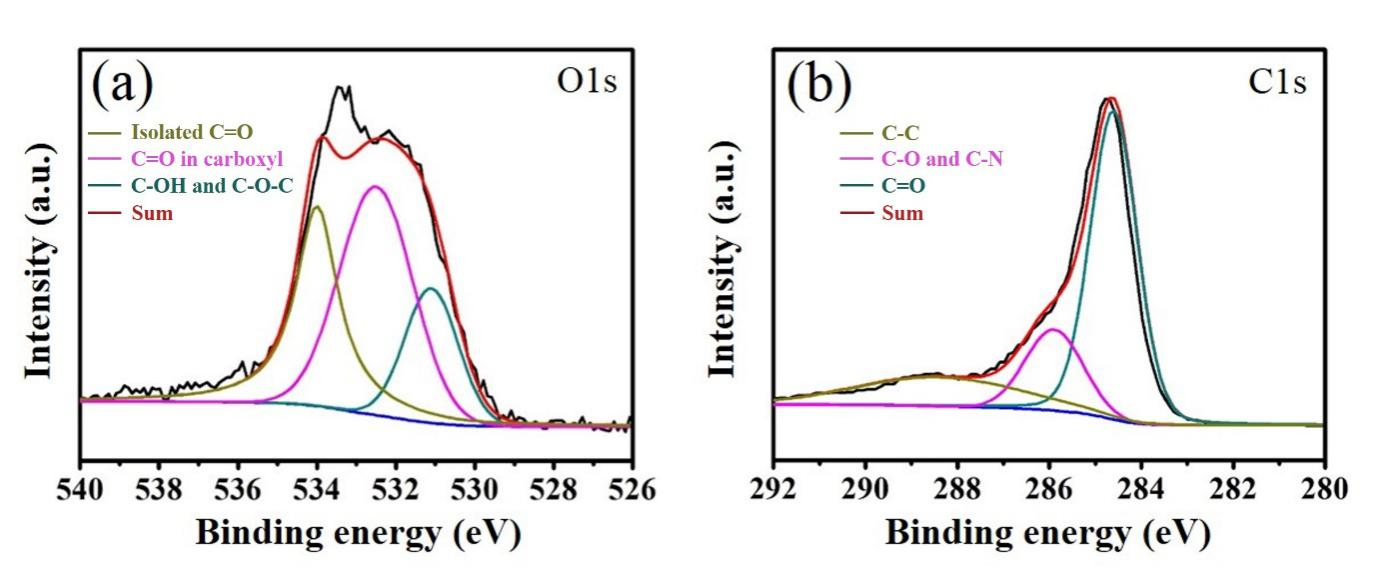 (a)
O1s
Isolated C=O
C=O in carboxyl
C-OH and C-O-C
Sum
Intensity (a.u.)
540 538 536 534 532 530 528 526
Binding energy (eV)
(b)
C1s
C-C
C-O and C-N
C=O
Sum
Intensity (a.u.)
292 290 288 286 284 282 280
Binding energy (eV)